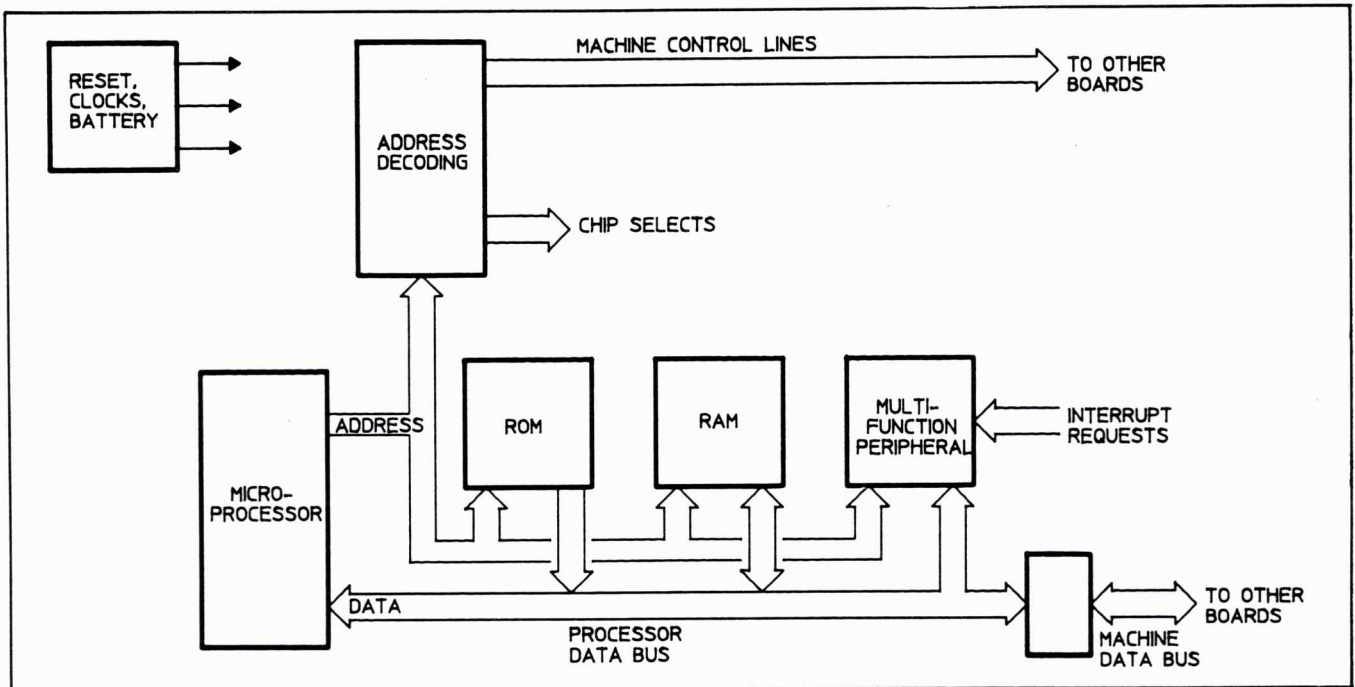 RESET,
CLOCKS,
BATTERY
MACHINE CONTROL LINES
TO OTHER
BOARDS
ADDRESS
DECODING
CHIP SELECTS
MICRO-
PROCESSOR
ADDRESS
ROM
RAM
MULTI-
FUNCTION
PERIPHERAL
INTERRUPT
REQUESTS
DATA
PROCESSOR
DATA BUS
MACHINE
DATA BUS
TO OTHER
BOARDS